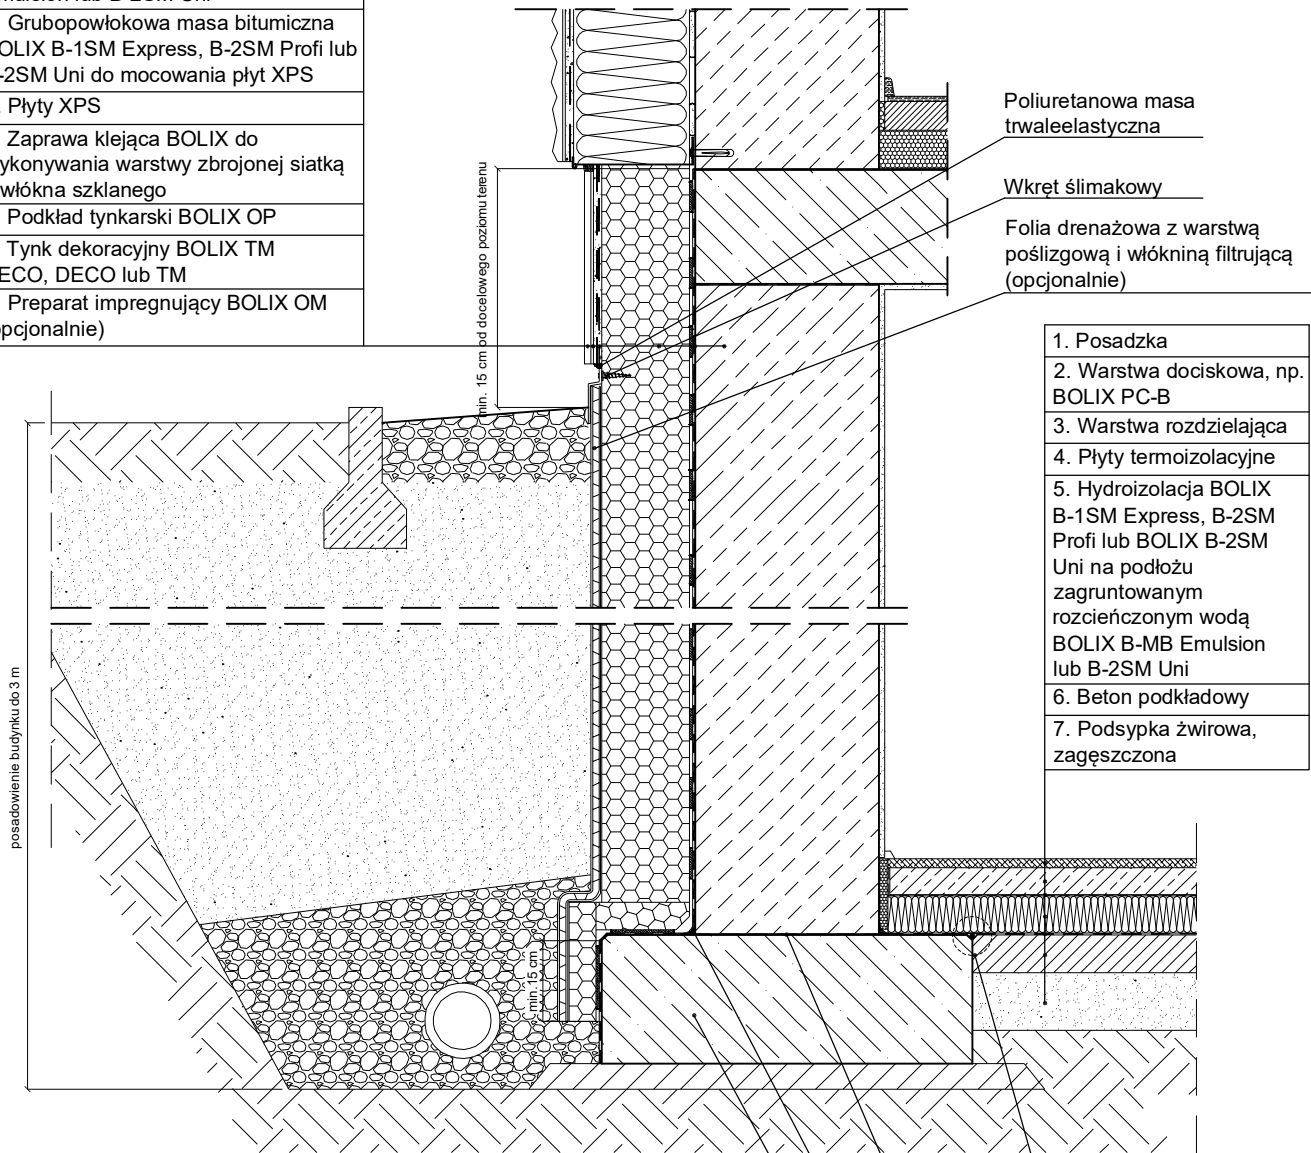 lub B-2SM Uni
Grubopowłokowa masa bitumiczna
BOLIX B-1SM Express, B-2SM Profi lub
B-2SM Uni do mocowania płyt XPS
Płyty XPS
Zaprawa klejąca BOLIX do
wykonywania warstwy zbrojonej siatką
włókna szklanego
Podkład tynkarski BOLIX OP
Tynk dekoracyjny BOLIX TM
DECO, DECO lub TM
Preparat impregnujący BOLIX OM
(opcjonalnie)
min. 15 cm od docelowego poziomu terenu
Poliuretanowa masa
trwaleelastyczna
Wkręt ślimakowy
Folia drenażowa z warstwą
poślizgową i włókniną filtrującą
(opcjonalnie)
1. Posadzka
2. Warstwa dociskowa, np.
BOLIX PC-B
3. Warstwa rozdzielająca
4. Płyty termoizolacyjne
5. Hydroizolacja BOLIX
B-1SM Express, B-2SM
Profi lub BOLIX B-2SM
Uni na podłożu
zagruntowanym
rozcieńczonym wodą
BOLIX B-MB Emulsion
lub B-2SM Uni
6. Beton podkładowy
7. Podsypka żwirowa,
zagęszczona
posadowienie budynku do 3 m
min.15 cm